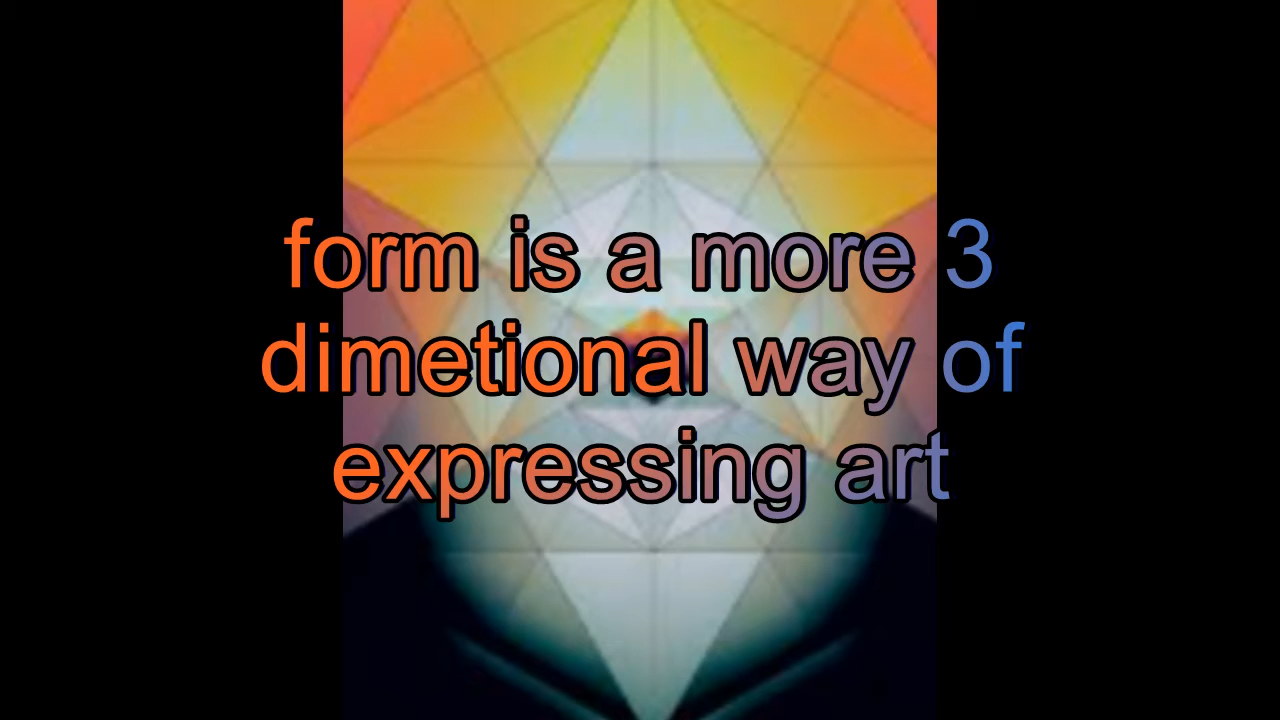 form is a more 3
dimetional way of
expressing art